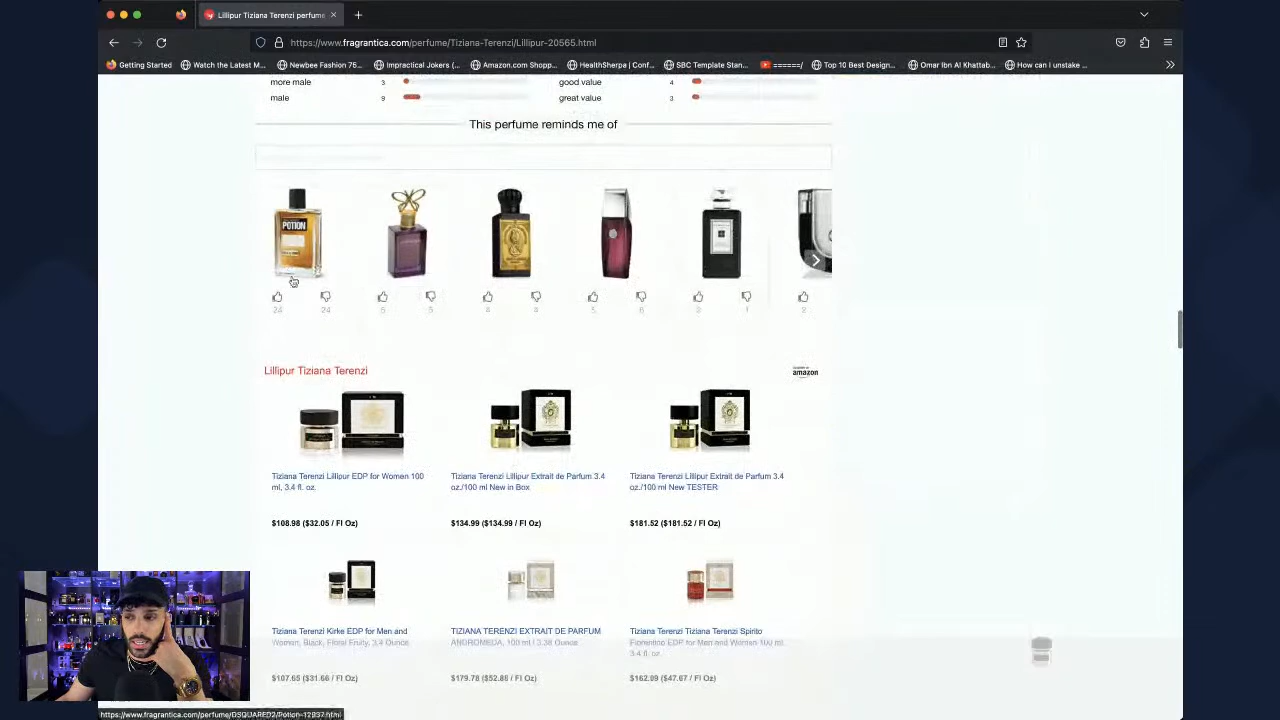 Lillipur Tiziana Terenzi perfume
https://www.fragrantica.com/perfume/Tiziana-Terenzi/Lillipur-20565.html
Getting Started
Watch the Latest M...
Newbee Fashion 76...
Impractical Jokers (...
Amazon.com Shopp...
HealthSherpa | Conf...
SBC Template Stan...
======/
Top 10 Best Design...
Omar Ibn Al Khattab...
How can I unstake ...
more male 3
good value 4
male 9
great value 3
This perfume reminds me of
POTION
24 24
5 5
5 6
2
Lillipur Tiziana Terenzi
amazon
Tiziana Terenzi Lillipur EDP for Women 100
ml, 3.4 fl. oz.
$108.98 ($32.05 / Fl Oz)
Tiziana Terenzi Lillipur Extrait de Parfum 3.4
oz./100 ml New in Box
$134.99 ($134.99 / Fl Oz)
Tiziana Terenzi Lillipur Extrait de Parfum 3.4
oz./100 ml New TESTER
$181.52 ($181.52 / Fl Oz)
Tiziana Terenzi Kirke EDP for Men and
Women, Black, Floral Fruity, 3.4 Ounce
$107.65 ($31.66 / Fl Oz)
TIZIANA TERENZI EXTRAIT DE PARFUM
ANDROMEDA, 100 ml / 3.38 Ounce
$179.78 ($52.88 / Fl Oz)
Tiziana Terenzi Tiziana Terenzi Spirito
Fiorentino EDP for Men and Women 100 ml,
3.4 fl. oz.
$162.09 ($47.67 / Fl Oz)
https://www.fragrantica.com/perfume/DSQUARED2/Potion-12937.html